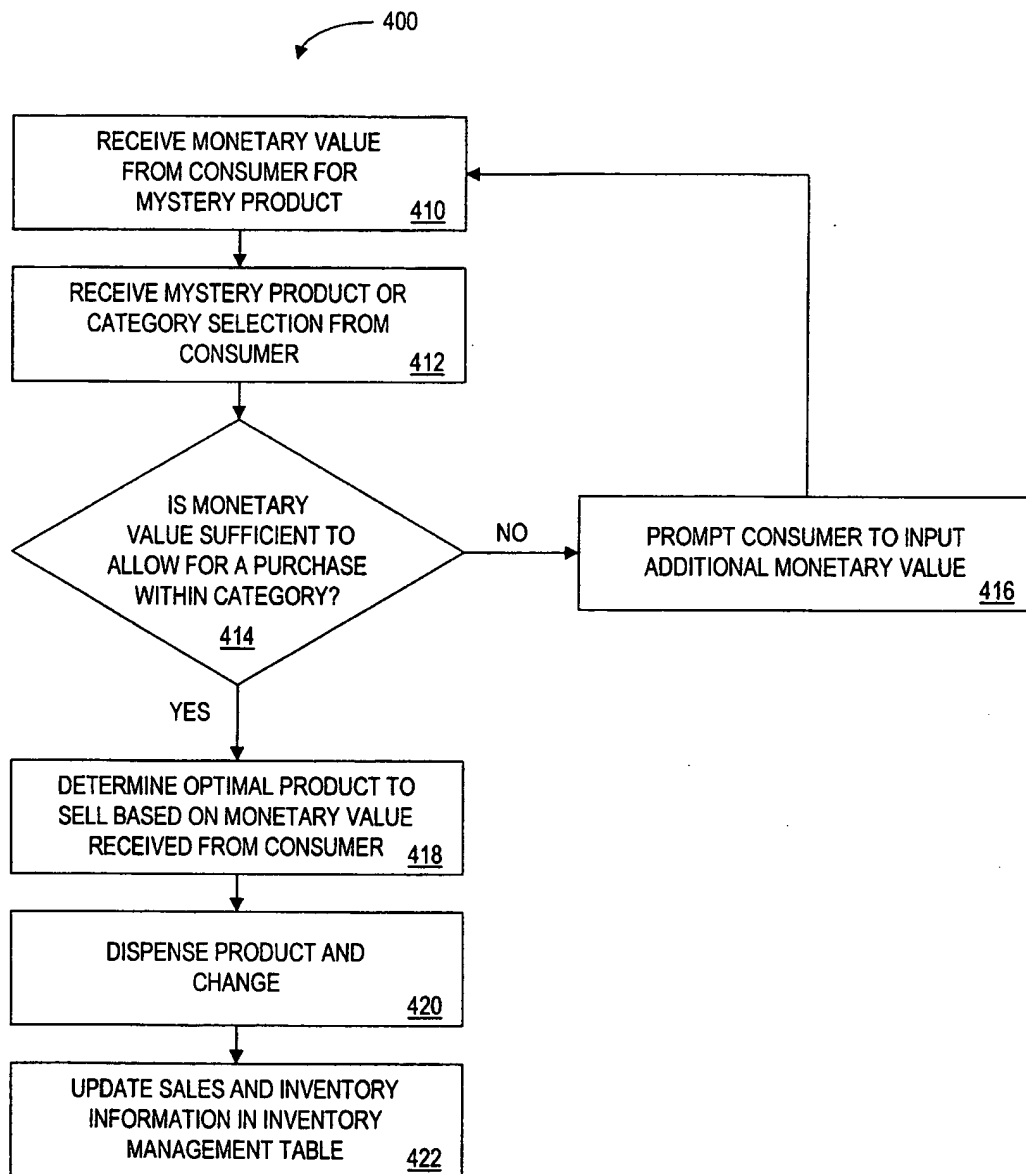 400
RECEIVE MONETARY VALUE
FROM CONSUMER FOR
MYSTERY PRODUCT
410
RECEIVE MYSTERY PRODUCT OR
CATEGORY SELECTION FROM
CONSUMER
412
IS MONETARY
VALUE SUFFICIENT TO
ALLOW FOR A PURCHASE
WITHIN CATEGORY?
414
NO
PROMPT CONSUMER TO INPUT
ADDITIONAL MONETARY VALUE
416
YES
DETERMINE OPTIMAL PRODUCT TO
SELL BASED ON MONETARY VALUE
RECEIVED FROM CONSUMER
418
DISPENSE PRODUCT AND
CHANGE
420
UPDATE SALES AND INVENTORY
INFORMATION IN INVENTORY
MANAGEMENT TABLE
422